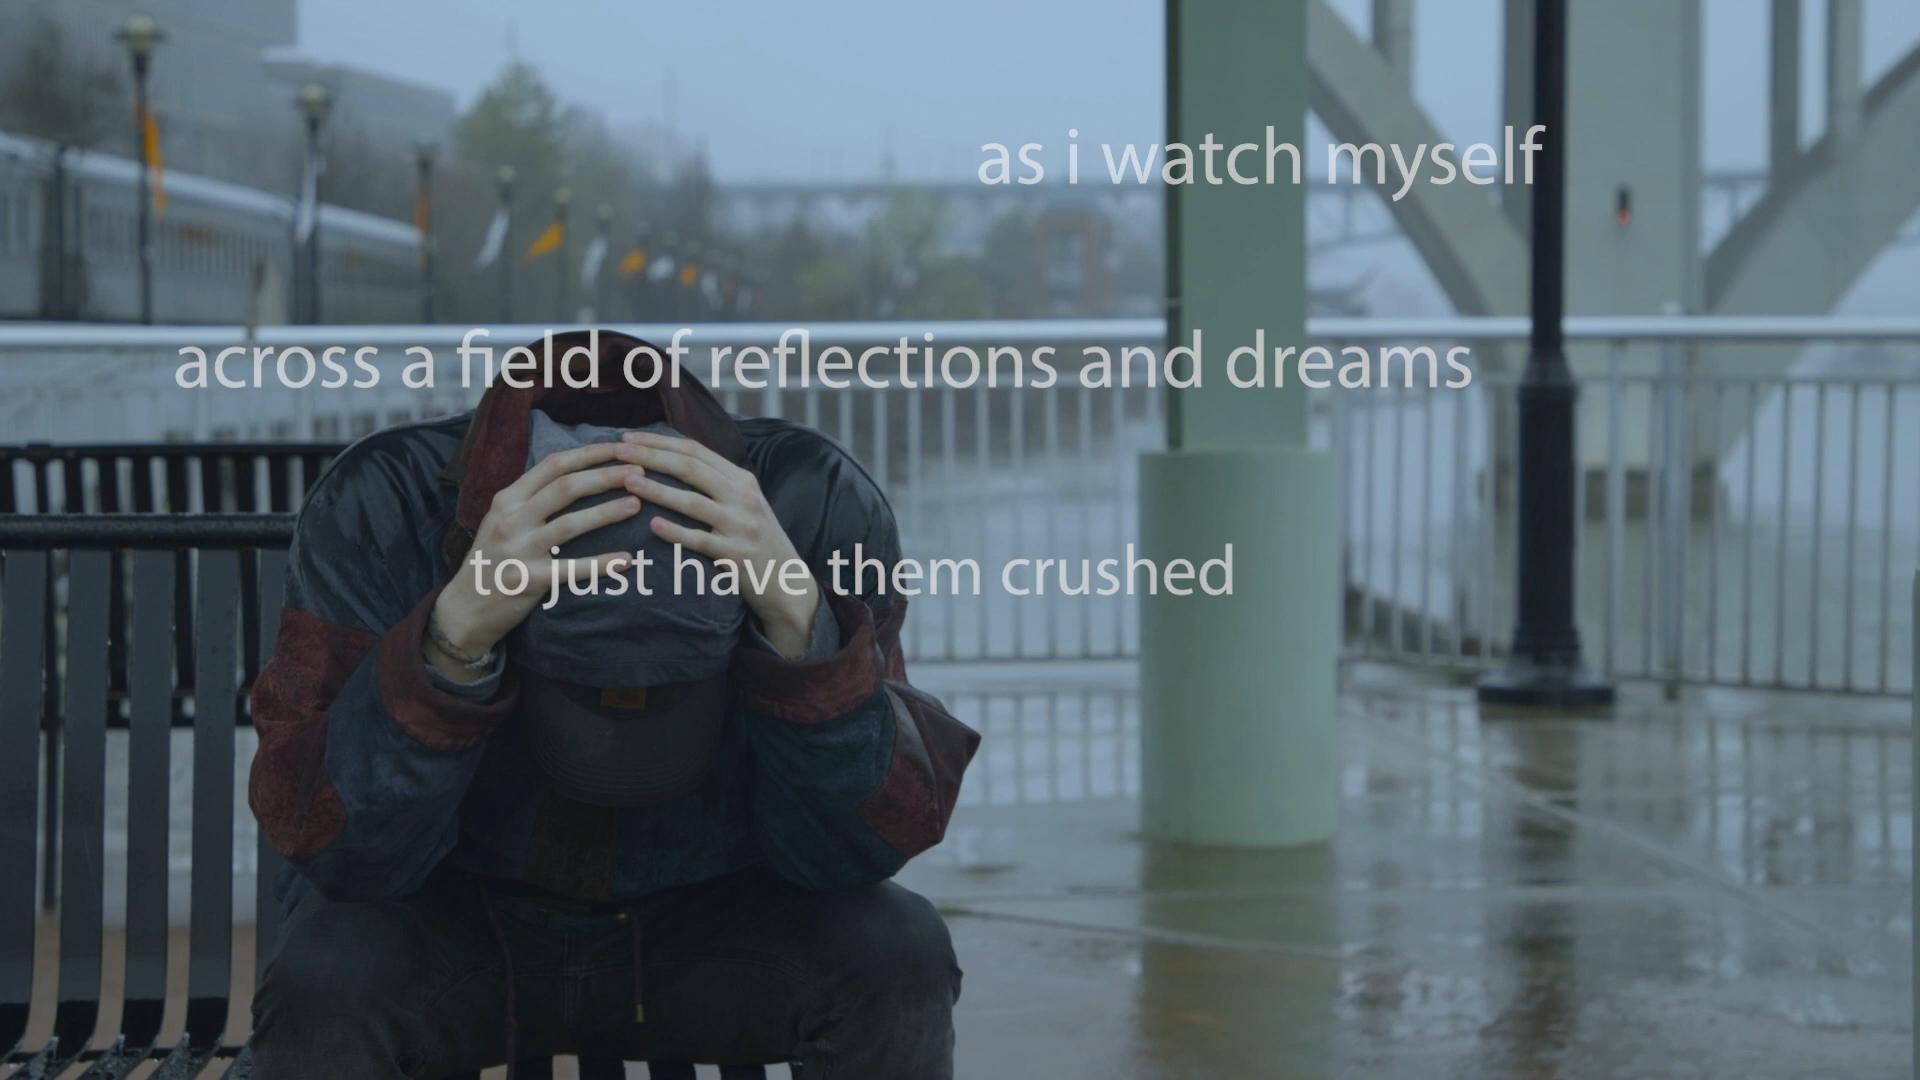 as i watch myself
across a field of reflections and dreams
to just have them crushed